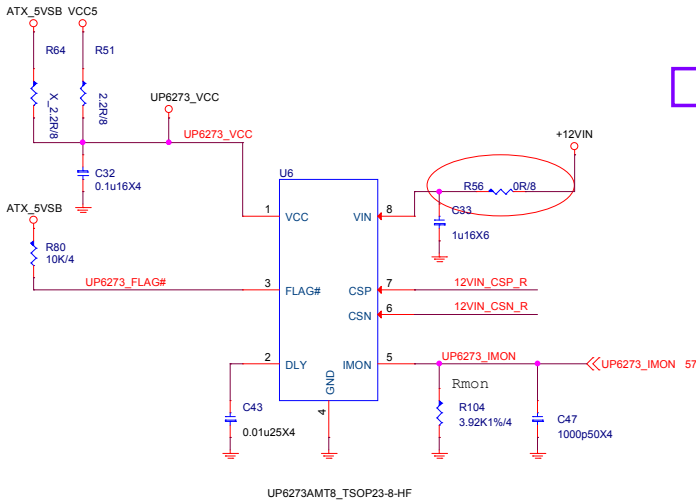 ATX_5VSB VCC5
R64
R51
X_2.2R/8
2.2R/8
UP6273_VCC
UP6273_VCC
+12VIN
C32
0.1u16X4
U6
R56
0R/8
ATX_5VSB
1
VCC
VIN
8
C33
1u16X6
R80
10K/4
UP6273_FLAG#
3
FLAG#
CSP
7
12VIN_CSP_R
CSN
6
12VIN_CSN_R
2
DLY
IMON
5
UP6273_IMON
UP6273_IMON 57
GND
4
Rmon
C43
0.01u25X4
R104
3.92K1%/4
C47
1000p50X4
UP6273AMT8_TSOP23-8-HF